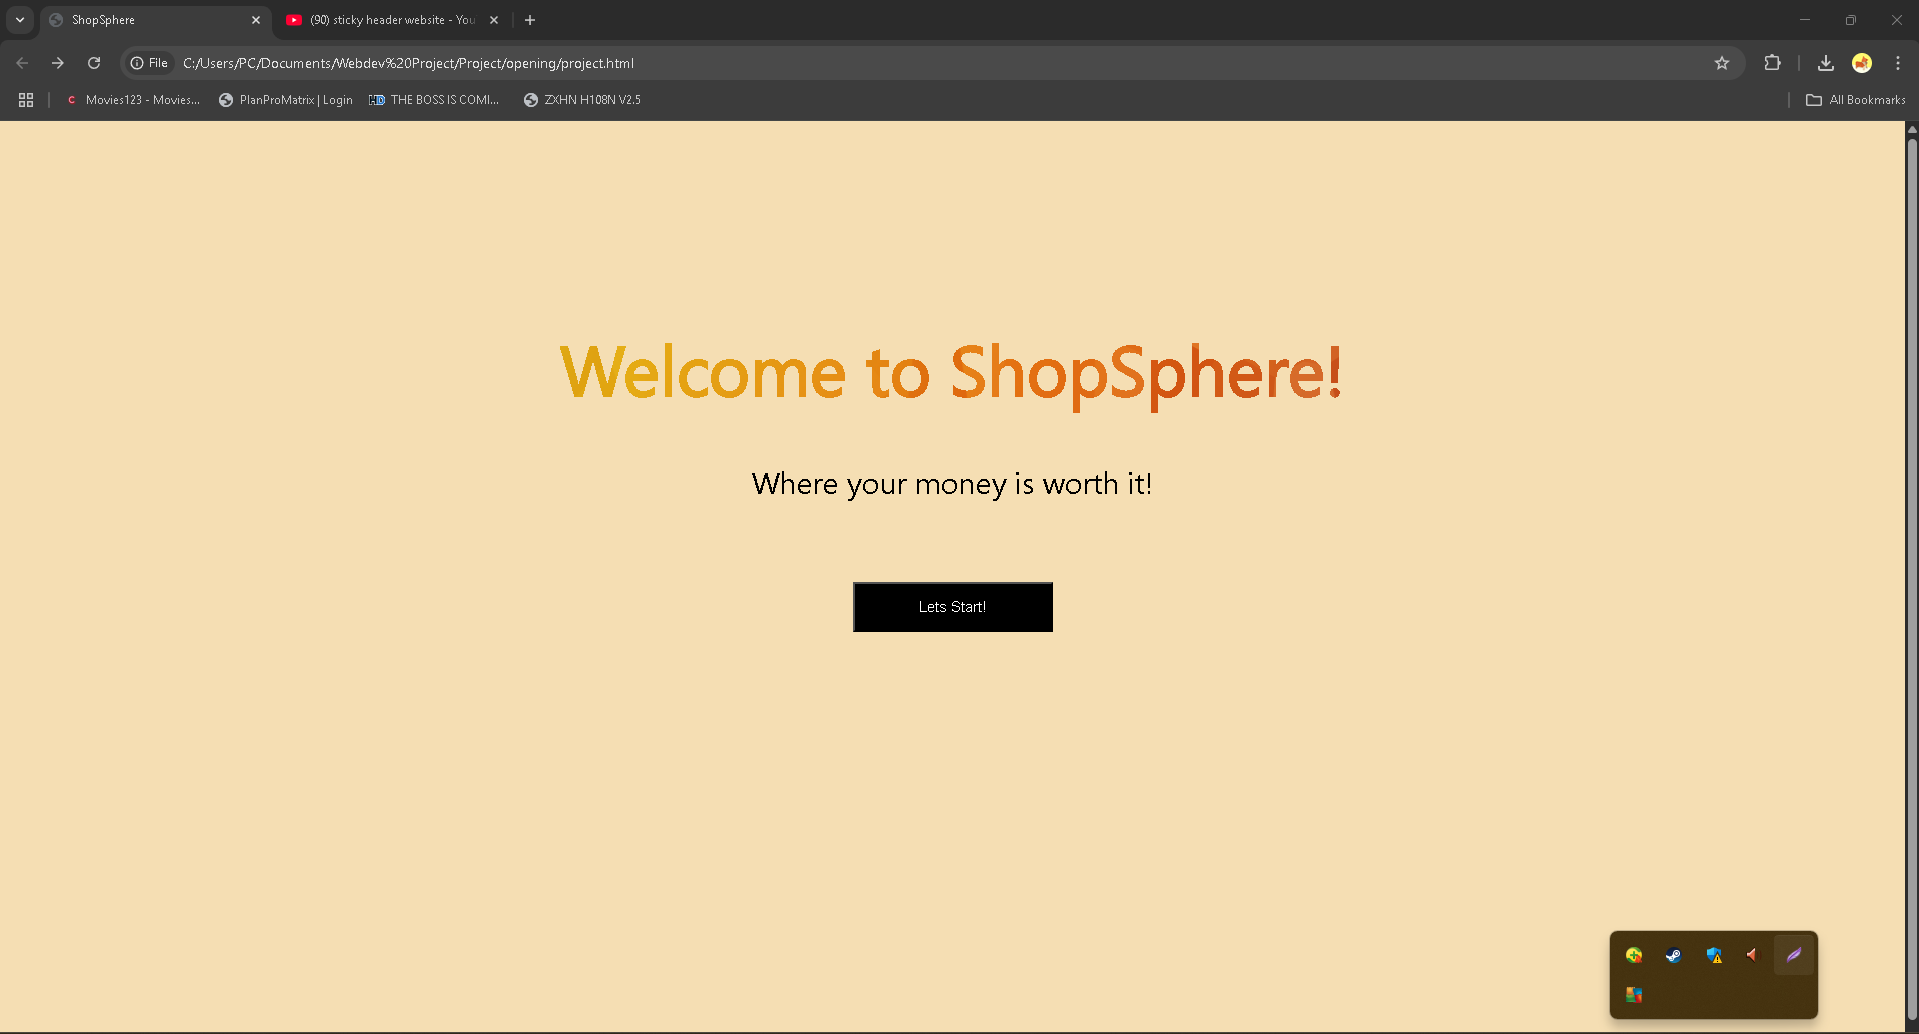 ShopSphere
(90) sticky header website - You
File
C:/Users/PC/Documents/Webdev%20Project/Project/opening/project.html
Movies123 - Movies...
PlanProMatrix | Login
HD
THE BOSS IS COMI...
ZXHN H108N V2.5
All Bookmarks
Welcome to ShopSphere!
Where your money is worth it!
Lets Start!